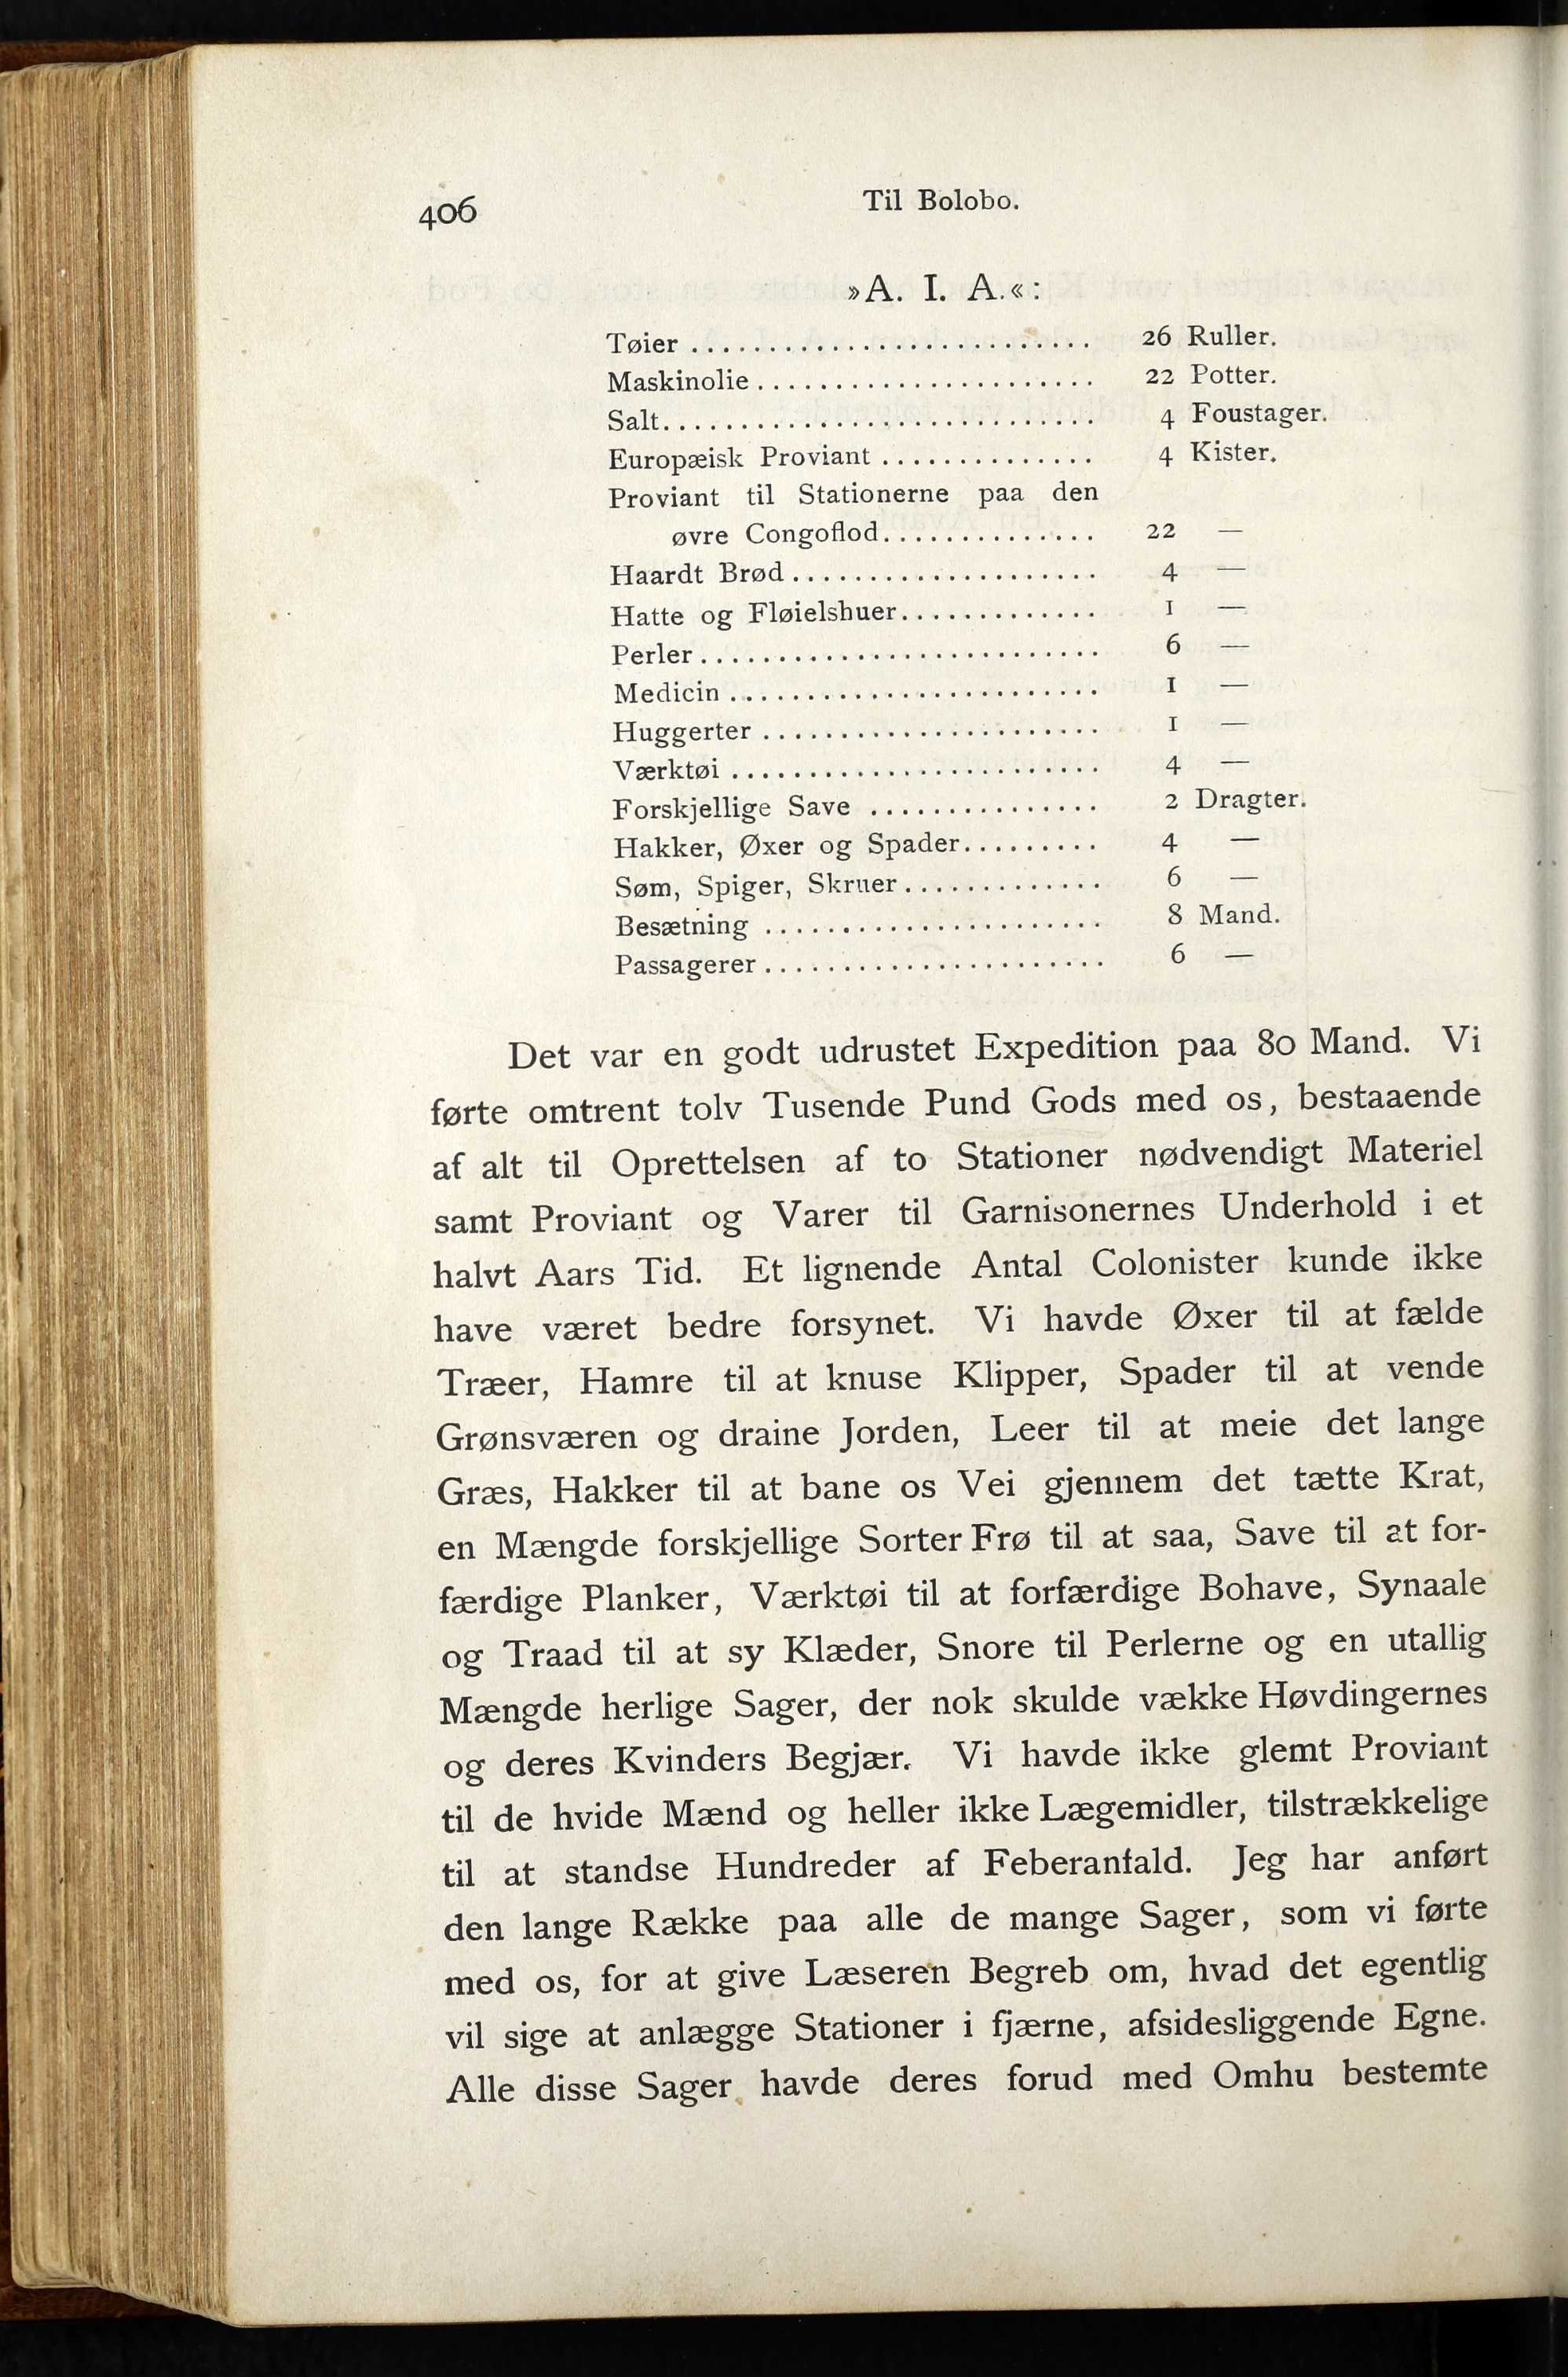 406
Til Bolobo.
»A. I. A.«:
Tøier .......................... 26 Ruller.
Maskinolie ...................... 22 Potter.
Salt ............................ 4 Foustager.
Europæisk Proviant .............. 4 Kister.
Proviant til Stationerne paa den
øvre Congoflod .............. 22 —
Haardt Brød .................... 4 —
Hatte og Fløielshuer ............. 1 —
Perler .......................... 6 —
Medicin ........................ 1 —
Huggerter ...................... 1 —
Værktøi ........................ 4 —
Forskjellige Save ............... 2 Dragter.
Hakker, Øxer og Spader ......... 4 —
Søm, Spiger, Skruer ............. 6 —
Besætning ...................... 8 Mand.
Passagerer ...................... 6 —
Det var en godt udrustet Expedition paa 80 Mand. Vi
førte omtrent tolv Tusende Pund Gods med os, bestaaende
af alt til Oprettelsen af to Stationer nødvendigt Materiel
samt Proviant og Varer til Garnisonernes Underhold i et
halvt Aars Tid. Et lignende Antal Colonister kunde ikke
have været bedre forsynet. Vi havde Øxer til at fælde
Træer, Hamre til at knuse Klipper, Spader til at vende
Grønsværen og draine Jorden, Leer til at meie det lange
Græs, Hakker til at bane os Vei gjennem det tætte Krat,
en Mængde forskjellige Sorter Frø til at saa, Save til at for-
færdige Planker, Værktøi til at forfærdige Bohave, Synaale
og Traad til at sy Klæder, Snore til Perlerne og en utallig
Mængde herlige Sager, der nok skulde vække Høvdingernes
og deres Kvinders Begjær. Vi havde ikke glemt Proviant
til de hvide Mænd og heller ikke Lægemidler, tilstrækkelige
til at standse Hundreder af Feberanfald. Jeg har anført
den lange Række paa alle de mange Sager, som vi førte
med os, for at give Læseren Begreb om, hvad det egentlig
vil sige at anlægge Stationer i fjærne, afsidesliggende Egne.
Alle disse Sager havde deres forud med Omhu bestemte